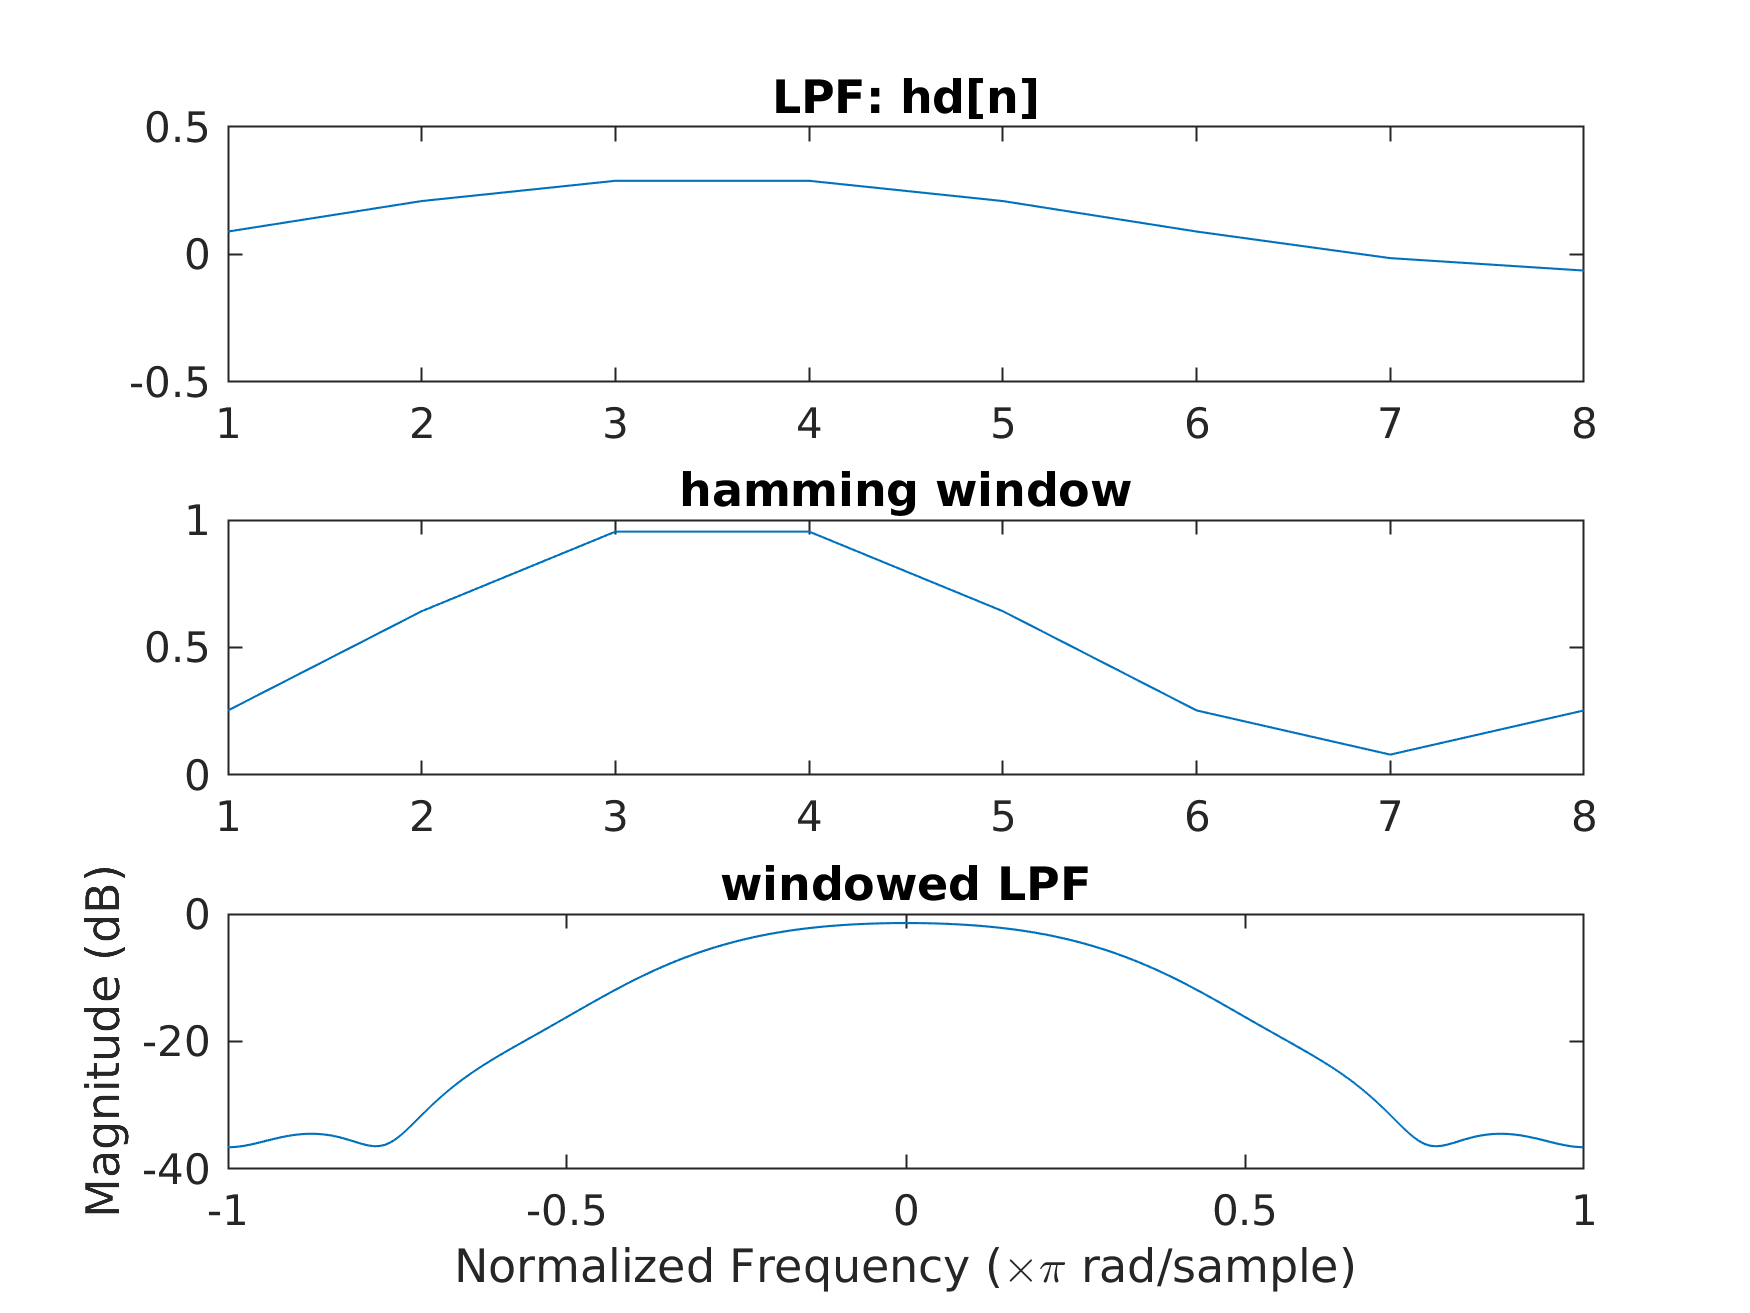 LPF: hd[n]
0.5
0
-0.5
1 2 3 4 5 6 7 8
hamming window
1
0.5
0
1 2 3 4 5 6 7 8
windowed LPF
Magnitude (dB)
0
-20
-40
-1 -0.5 0 0.5 1
Normalized Frequency (×π rad/sample)